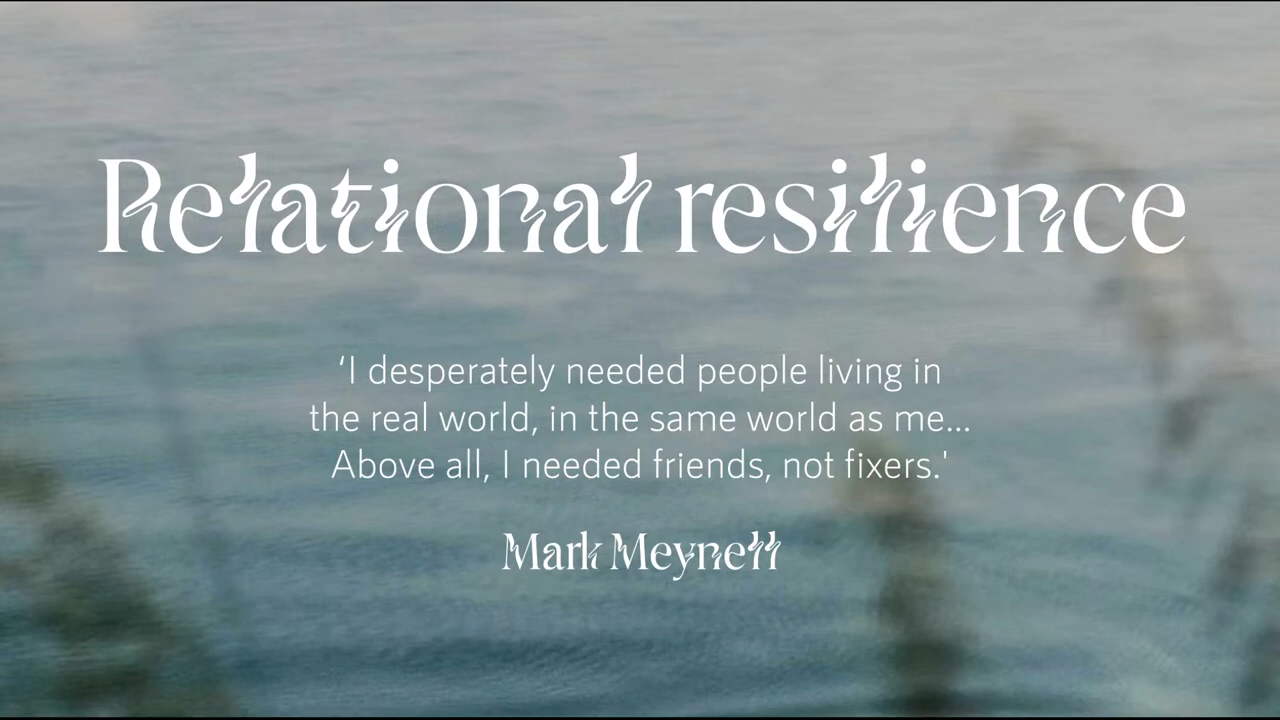 Relational resilience
‘I desperately needed people living in
the real world, in the same world as me...
Above all, I needed friends, not fixers.'
Mark Meynell